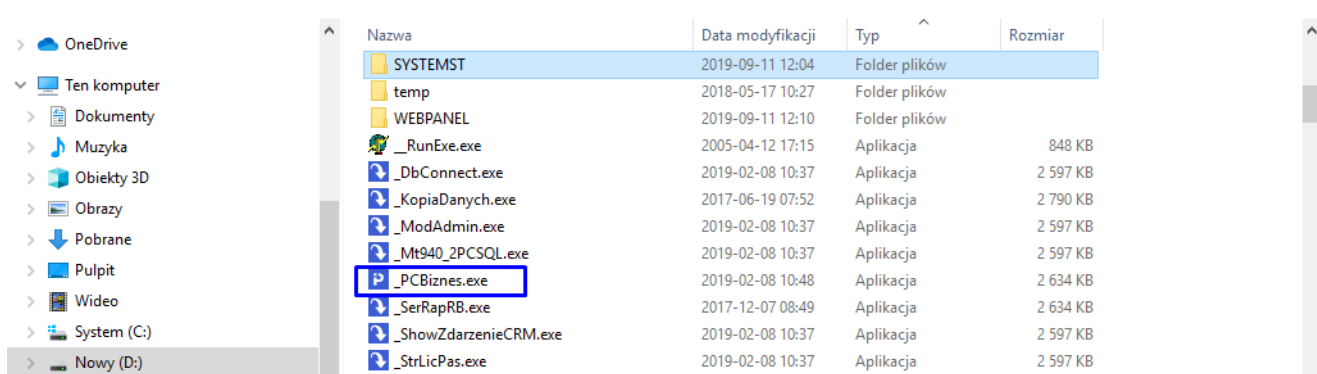 OneDrive
Ten komputer
Dokumenty
Muzyka
Obiekty 3D
Obrazy
Pobrane
Pulpit
Wideo
System (C:)
Nowy (D:)
Nazwa Data modyfikacji Typ Rozmiar
SYSTEMST 2019-09-11 12:04 Folder plików
temp 2018-05-17 10:27 Folder plików
WEBPANEL 2019-09-11 12:10 Folder plików
__RunExe.exe 2005-04-12 17:15 Aplikacja 848 KB
_DbConnect.exe 2019-02-08 10:37 Aplikacja 2 597 KB
_KopiaDanych.exe 2017-06-19 07:52 Aplikacja 2 790 KB
_ModAdmin.exe 2019-02-08 10:37 Aplikacja 2 597 KB
_Mt940_2PCSQL.exe 2019-02-08 10:37 Aplikacja 2 597 KB
_PCBiznes.exe 2019-02-08 10:48 Aplikacja 2 634 KB
_SerRapRB.exe 2017-12-07 08:49 Aplikacja 2 634 KB
_ShowZdarzenieCRM.exe 2019-02-08 10:37 Aplikacja 2 597 KB
_StrLicPas.exe 2019-02-08 10:37 Aplikacja 2 597 KB